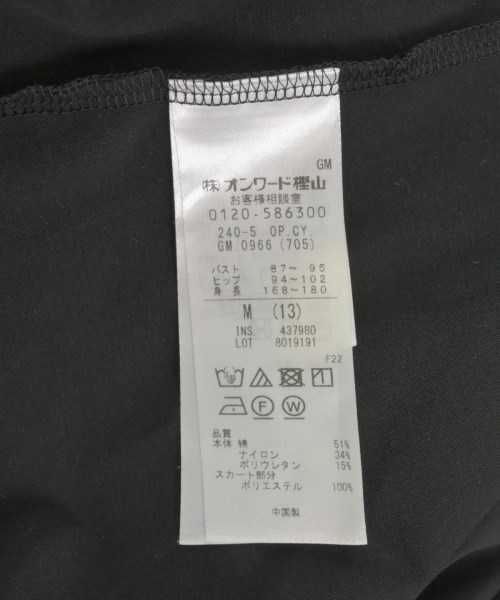 GM
㈱オンワード樫山
お客様相談室
0120-586300
240-5 OP.CY.
GM.0966 (705)
バスト 87～ 95
ヒップ 94～102
身長 168～180
M (13)
INS. 437980
LOT 8019191
F22
F W
品質
本体 綿 51%
ナイロン 34%
ポリウレタン 15%
スカート部分
ポリエステル 100%
中国製